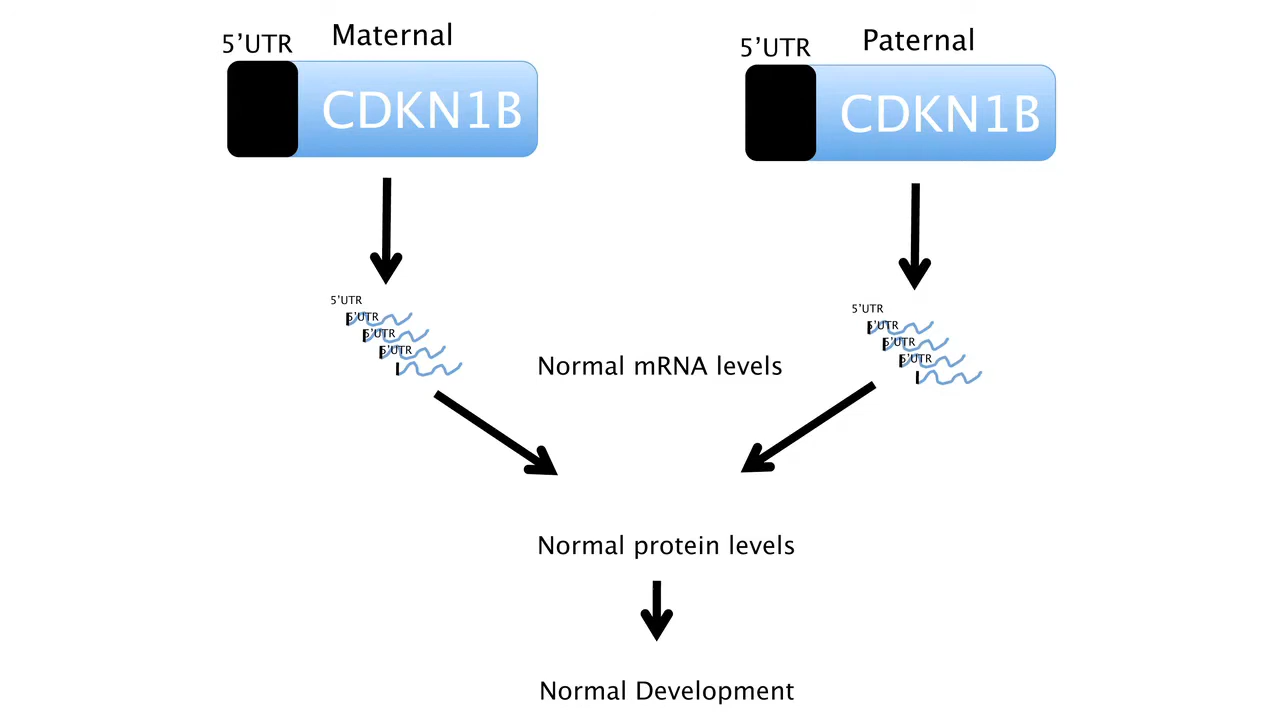 5’UTR Maternal
5’UTR Paternal
CDKN1B
CDKN1B
5’UTR
5’UTR
5’UTR
5’UTR
5’UTR
5’UTR
5’UTR
5’UTR
Normal mRNA levels
Normal protein levels
Normal Development